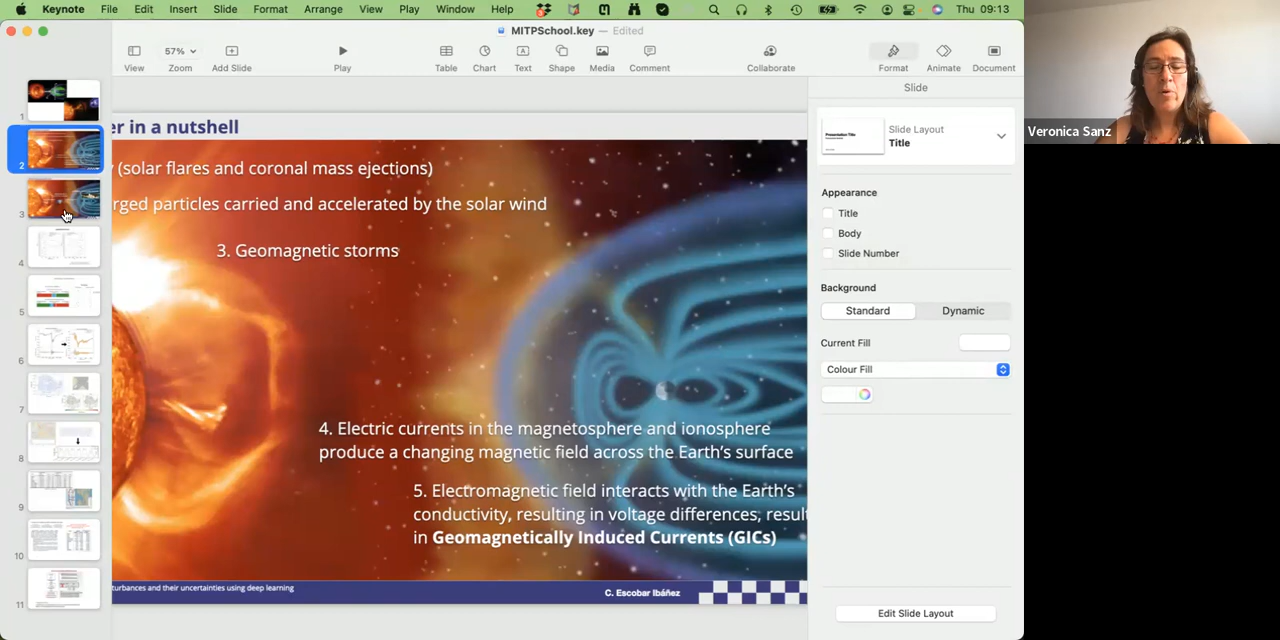 Keynote File Edit Insert Slide Format Arrange View Play Window Help Thu 09:13
MITPSchool.key — Edited
57%
View Zoom Add Slide Play Table Chart Text Shape Media Comment Collaborate Format Animate Document
1
2
3
4
5
6
7
8
9
10
11
er in a nutshell
(solar flares and coronal mass ejections)
rged particles carried and accelerated by the solar wind
3. Geomagnetic storms
4. Electric currents in the magnetosphere and ionosphere
produce a changing magnetic field across the Earth's surface
5. Electromagnetic field interacts with the Earth's
conductivity, resulting in voltage differences, result
in Geomagnetically Induced Currents (GICs)
turbances and their uncertainties using deep learning
C. Escobar Ibáñez
Slide
Presentation Title
Slide Layout
Title
Appearance
Title
Body
Slide Number
Background
Standard Dynamic
Current Fill
Colour Fill
Edit Slide Layout
Veronica Sanz